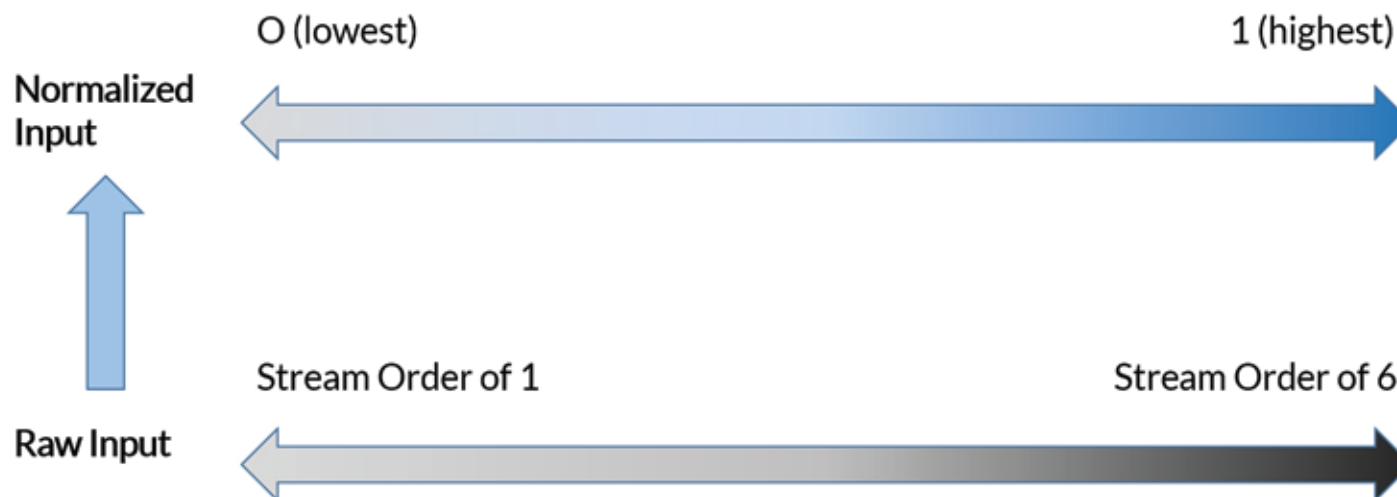 O (lowest)
1 (highest)
Normalized
Input
Stream Order of 1
Stream Order of 6
Raw Input